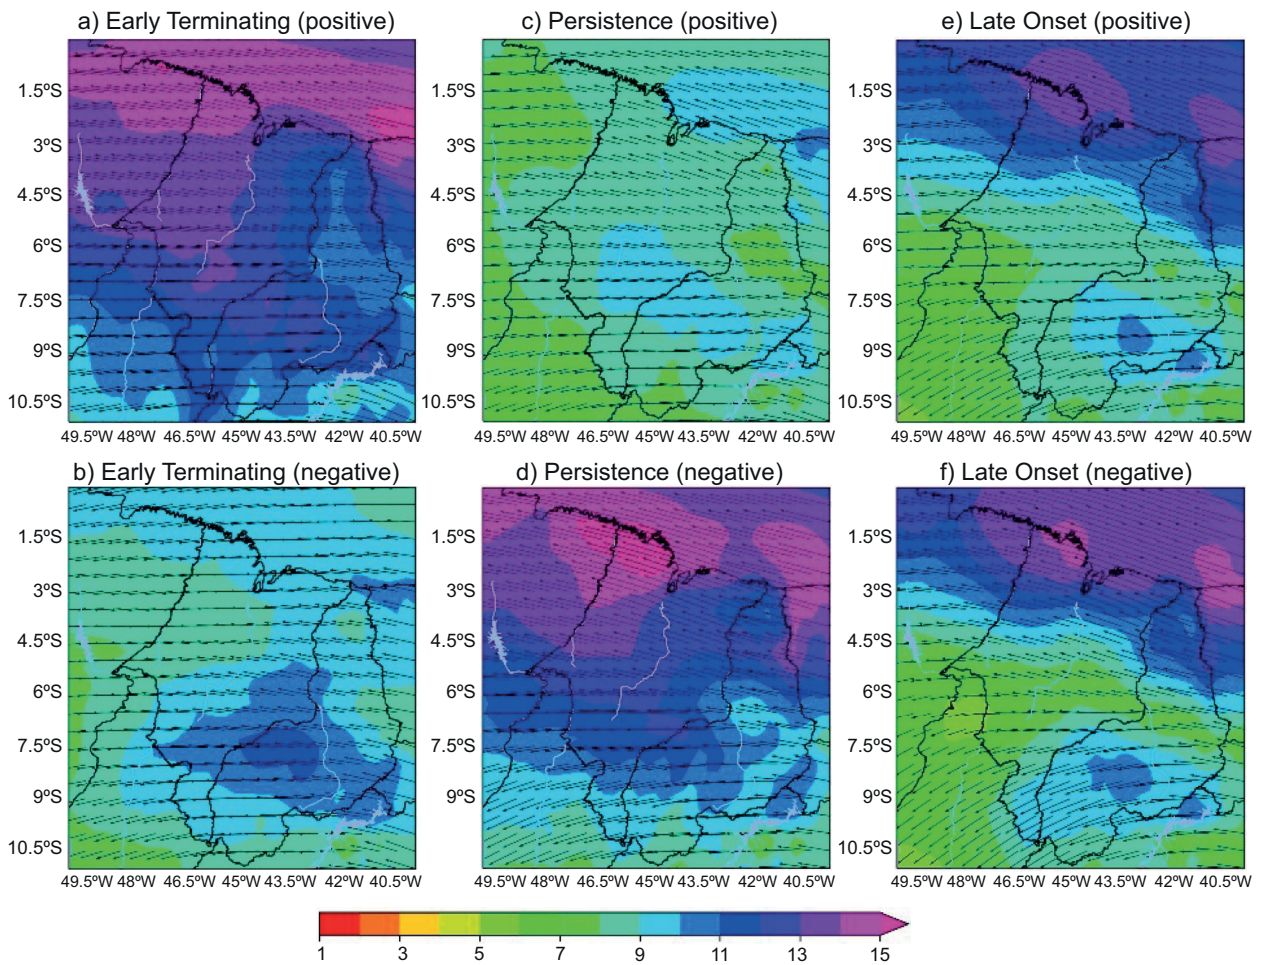 a) Early Terminating (positive)
c) Persistence (positive)
e) Late Onset (positive)
1.5ºS
3ºS
4.5ºS
6ºS
7.5ºS
9ºS
10.5ºS
1.5ºS
3ºS
4.5ºS
6ºS
7.5ºS
9ºS
10.5ºS
1.5ºS
3ºS
4.5ºS
6ºS
7.5ºS
9ºS
10.5ºS
49.5ºW 48ºW 46.5ºW 45ºW 43.5ºW 42ºW 40.5ºW
49.5ºW 48ºW 46.5ºW 45ºW 43.5ºW 42ºW 40.5ºW
49.5ºW 48ºW 46.5ºW 45ºW 43.5ºW 42ºW 40.5ºW
b) Early Terminating (negative)
d) Persistence (negative)
f) Late Onset (negative)
1.5ºS
3ºS
4.5ºS
6ºS
7.5ºS
9ºS
10.5ºS
1.5ºS
3ºS
4.5ºS
6ºS
7.5ºS
9ºS
10.5ºS
1.5ºS
3ºS
4.5ºS
6ºS
7.5ºS
9ºS
10.5ºS
49.5ºW 48ºW 46.5ºW 45ºW 43.5ºW 42ºW 40.5ºW
49.5ºW 48ºW 46.5ºW 45ºW 43.5ºW 42ºW 40.5ºW
49.5ºW 48ºW 46.5ºW 45ºW 43.5ºW 42ºW 40.5ºW
1 3 5 7 9 11 13 15